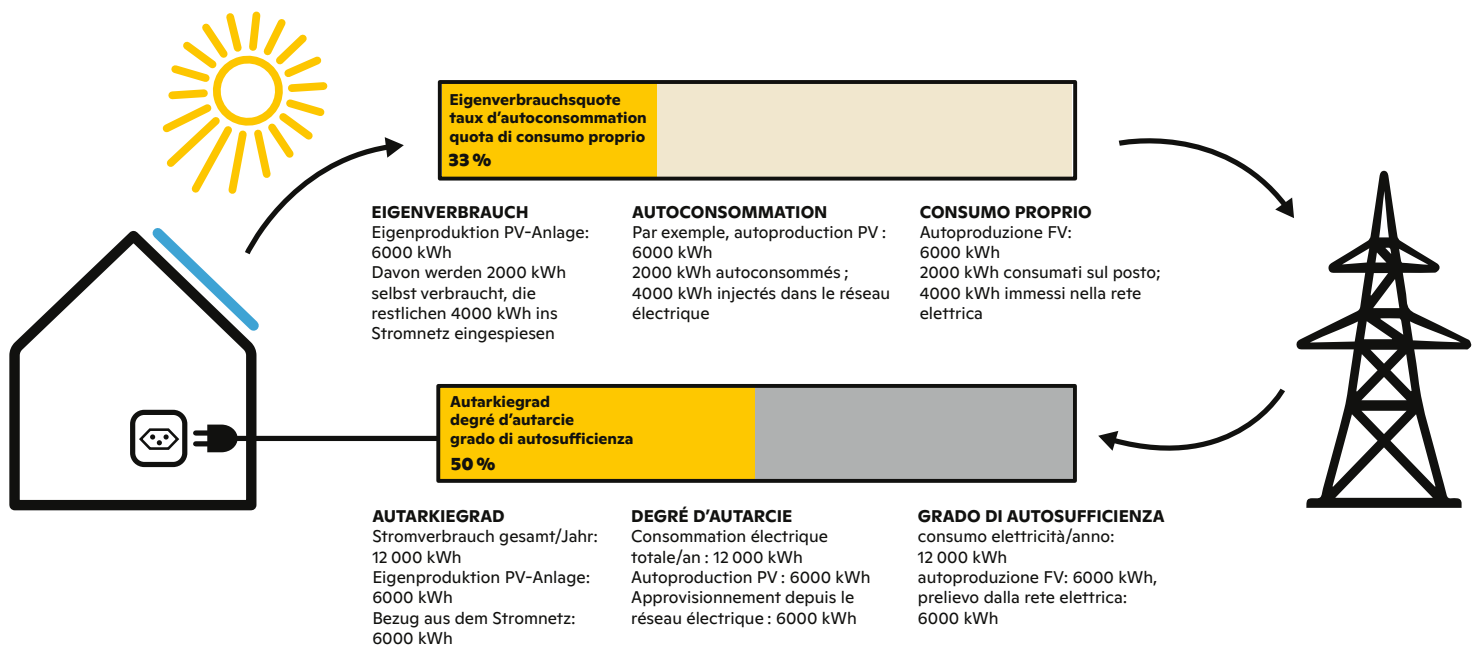 Eigenverbrauchsquote
taux d’autoconsommation
quota di consumo proprio
33 %
EIGENVERBRAUCH
Eigenproduktion PV-Anlage:
6000 kWh
Davon werden 2000 kWh
selbst verbraucht, die
restlichen 4000 kWh ins
Stromnetz eingespiesen
AUTOCONSOMMATION
Par exemple, autoproduction PV :
6000 kWh
2000 kWh autoconsommés ;
4000 kWh injectés dans le réseau
électrique
CONSUMO PROPRIO
Autoproduzione FV:
6000 kWh
2000 kWh consumati sul posto;
4000 kWh immessi nella rete
elettrica
Autarkiegrad
degré d’autarcie
grado di autosufficienza
50 %
AUTARKIEGRAD
Stromverbrauch gesamt/Jahr:
12 000 kWh
Eigenproduktion PV-Anlage:
6000 kWh
Bezug aus dem Stromnetz:
6000 kWh
DEGRÉ D’AUTARCIE
Consommation électrique
totale/an : 12 000 kWh
Autoproduction PV : 6000 kWh
Approvisionnement depuis le
réseau électrique : 6000 kWh
GRADO DI AUTOSUFFICIENZA
consumo elettricità/anno:
12 000 kWh
autoproduzione FV: 6000 kWh,
prelievo dalla rete elettrica:
6000 kWh